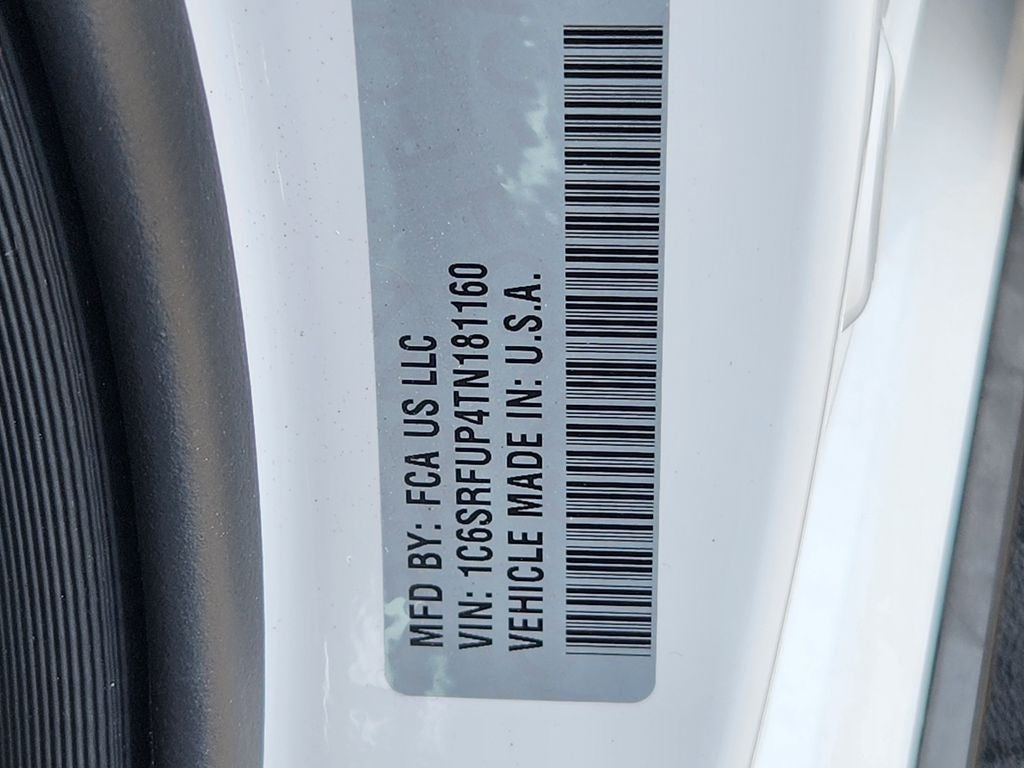 MFD BY: FCA US LLC
VIN: 1C6SRFUP4TN181160
VEHICLE MADE IN: U.S.A.